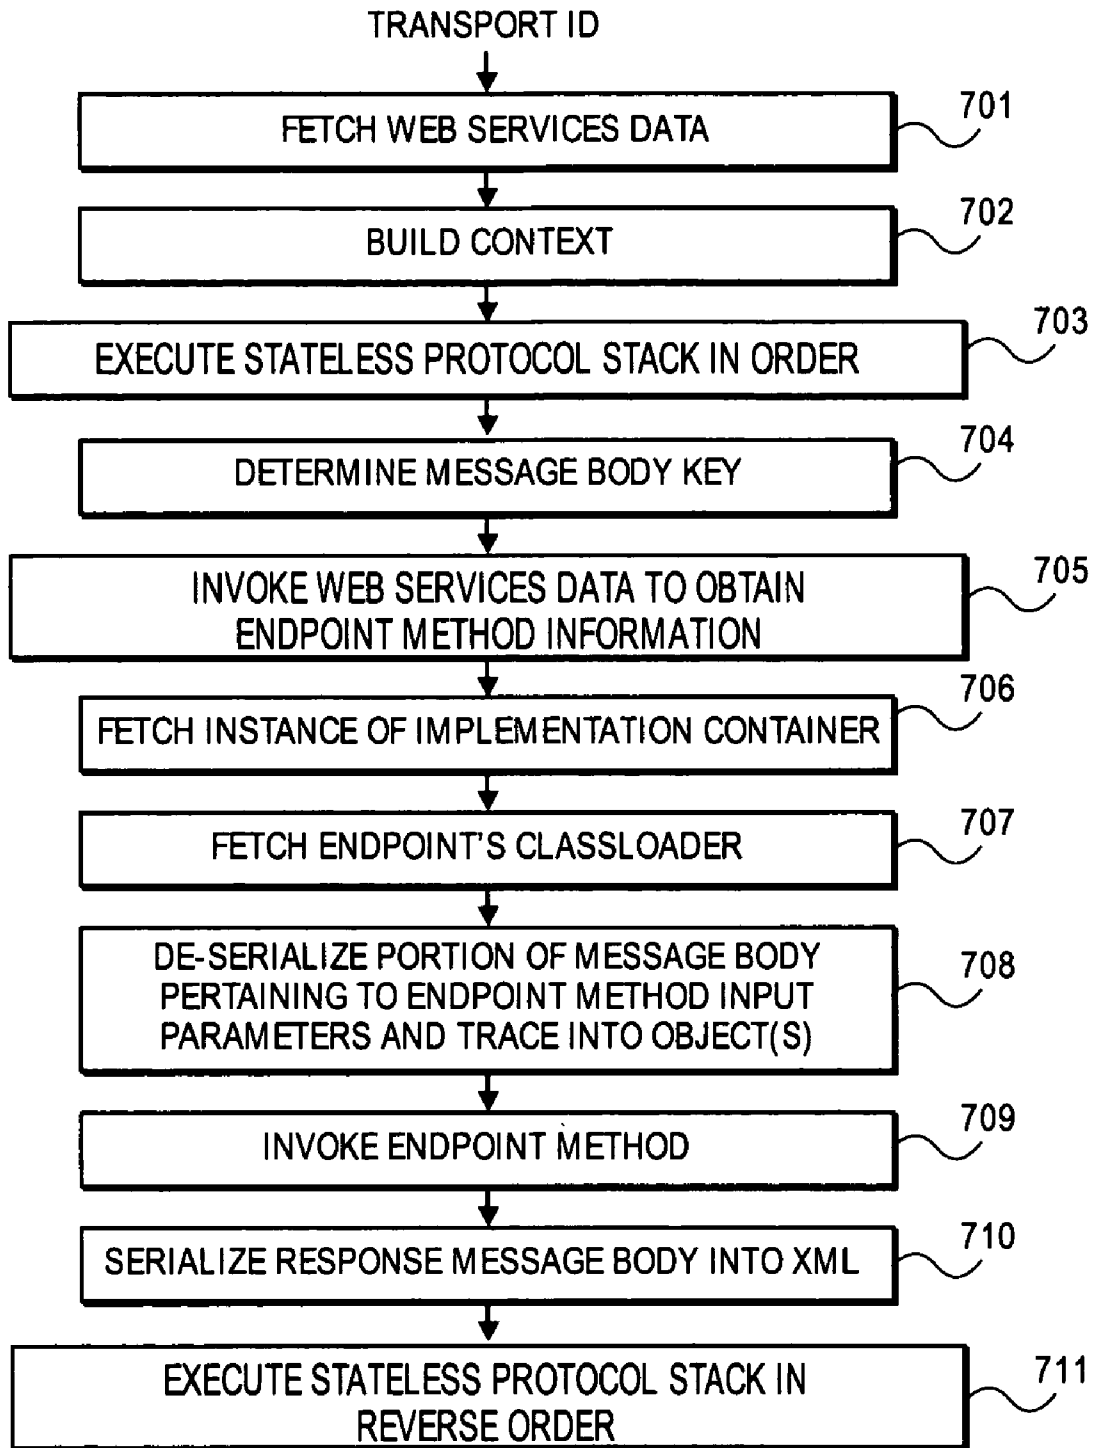 TRANSPORT ID
FETCH WEB SERVICES DATA
701
BUILD CONTEXT
702
EXECUTE STATELESS PROTOCOL STACK IN ORDER
703
DETERMINE MESSAGE BODY KEY
704
INVOKE WEB SERVICES DATA TO OBTAIN
ENDPOINT METHOD INFORMATION
705
FETCH INSTANCE OF IMPLEMENTATION CONTAINER
706
FETCH ENDPOINT'S CLASSLOADER
707
DE-SERIALIZE PORTION OF MESSAGE BODY
PERTAINING TO ENDPOINT METHOD INPUT
PARAMETERS AND TRACE INTO OBJECT(S)
708
INVOKE ENDPOINT METHOD
709
SERIALIZE RESPONSE MESSAGE BODY INTO XML
710
EXECUTE STATELESS PROTOCOL STACK IN
REVERSE ORDER
711